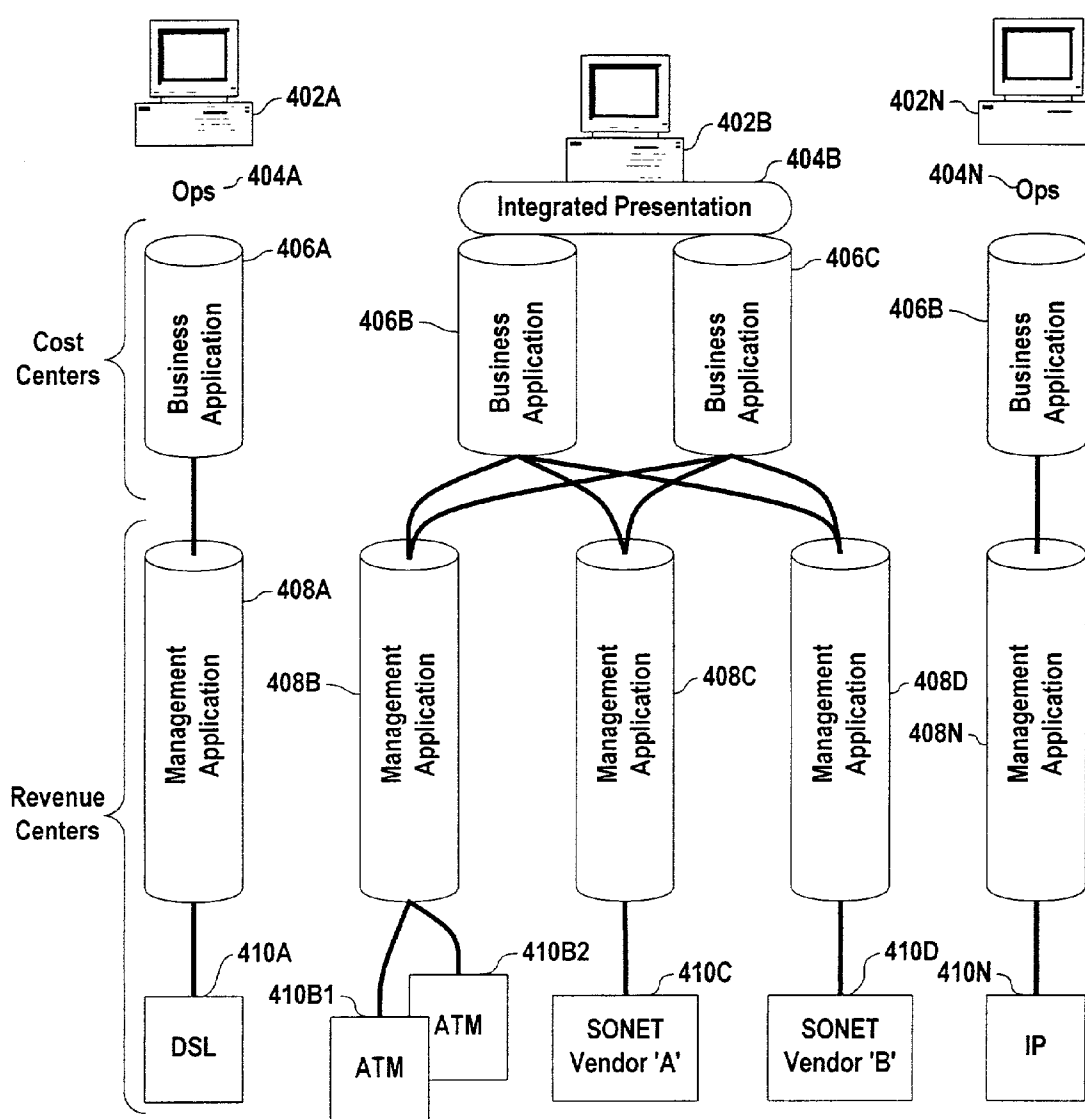 402A
402B
402N
Ops
404A
404B
404N
Ops
Integrated Presentation
406A
406C
406B
406B
Cost
Centers
Business
Application
Business
Application
Business
Application
Business
Application
408A
408B
408C
408D
408N
Management
Application
Management
Application
Management
Application
Management
Application
Management
Application
Revenue
Centers
410A
410B1
410B2
410C
410D
410N
DSL
ATM
ATM
SONET
Vendor 'A'
SONET
Vendor 'B'
IP